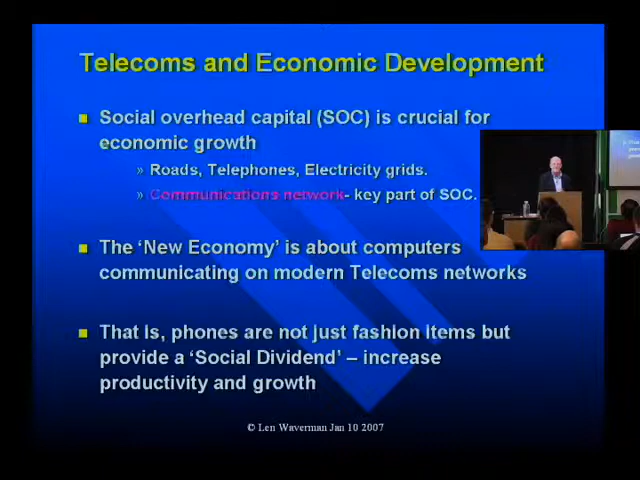 Telecoms and Economic Development
Social overhead capital (SOC) is crucial for
economic growth
» Roads, Telephones, Electricity grids.
» Communications network- key part of SOC.
The ‘New Economy’ is about computers
communicating on modern Telecoms networks
That is, phones are not just fashion items but
provide a ‘Social Dividend’ – increase
productivity and growth
© Len Waverman Jan 10 2007